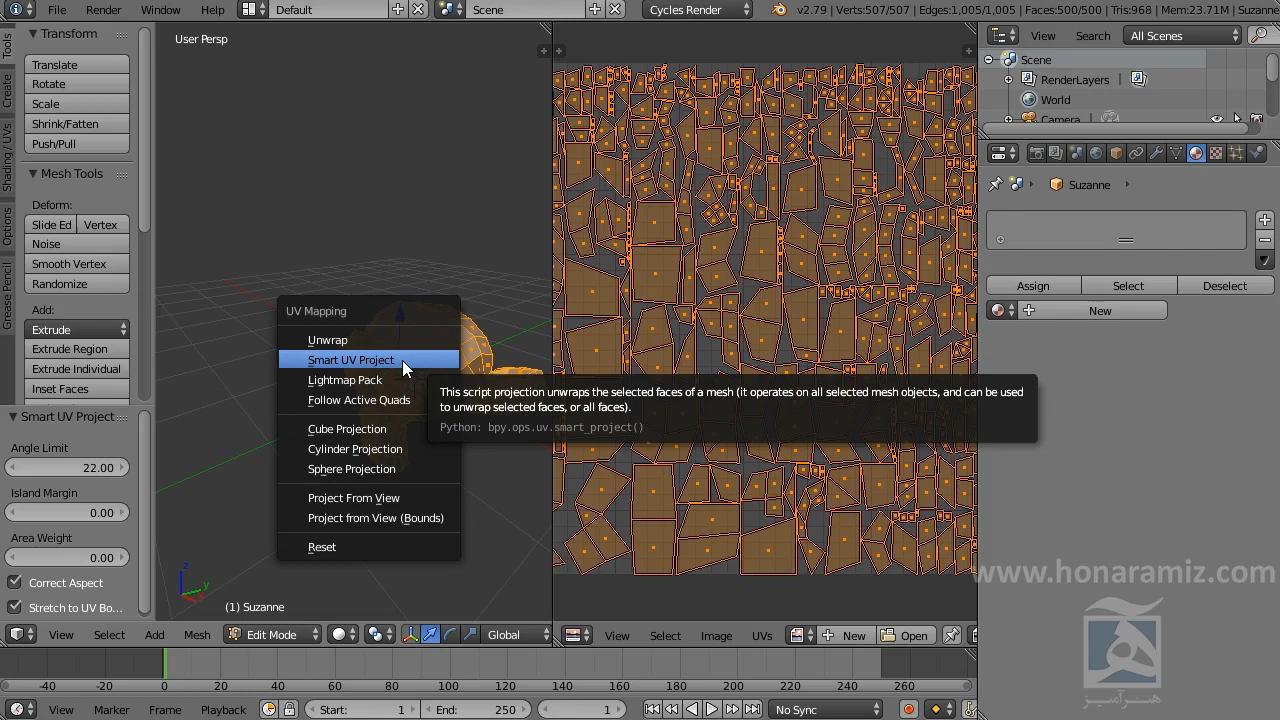 File Render Window Help Default Scene Cycles Render v2.79 | Verts:507/507 | Edges:1,005/1,005 | Faces:500/500 | Tris:968 | Mem:23.71M | Suzanne
Tools
Create
Shading / UVs
Options
Grease Pencil
Transform
Translate
Rotate
Scale
Shrink/Fatten
Push/Pull
Mesh Tools
Deform:
Slide Ed Vertex
Noise
Smooth Vertex
Randomize
Add:
Extrude
Extrude Region
Extrude Individual
Inset Faces
Smart UV Project
Angle Limit
22.00
Island Margin
0.00
Area Weight
0.00
Correct Aspect
Stretch to UV Bo...
User Persp
UV Mapping
Unwrap
Smart UV Project
Lightmap Pack
Follow Active Quads
Cube Projection
Cylinder Projection
Sphere Projection
Project From View
Project from View (Bounds)
Reset
This script projection unwraps the selected faces of a mesh (it operates on all selected mesh objects, and can be used
to unwrap selected faces, or all faces).
Python: bpy.ops.uv.smart_project()
z
y
x
(1) Suzanne
View Select Add Mesh Edit Mode Global
View Select Image UVs New Open
View Search All Scenes
Scene
RenderLayers
World
Camera
Suzanne
Assign Select Deselect
New
www.honaramiz.com
هنرآمیز
-40 -20 0 20 40 60 80 100 120 140 160 180 200 220 240 260
View Marker Frame Playback Start: 1 End: 250 1 No Sync